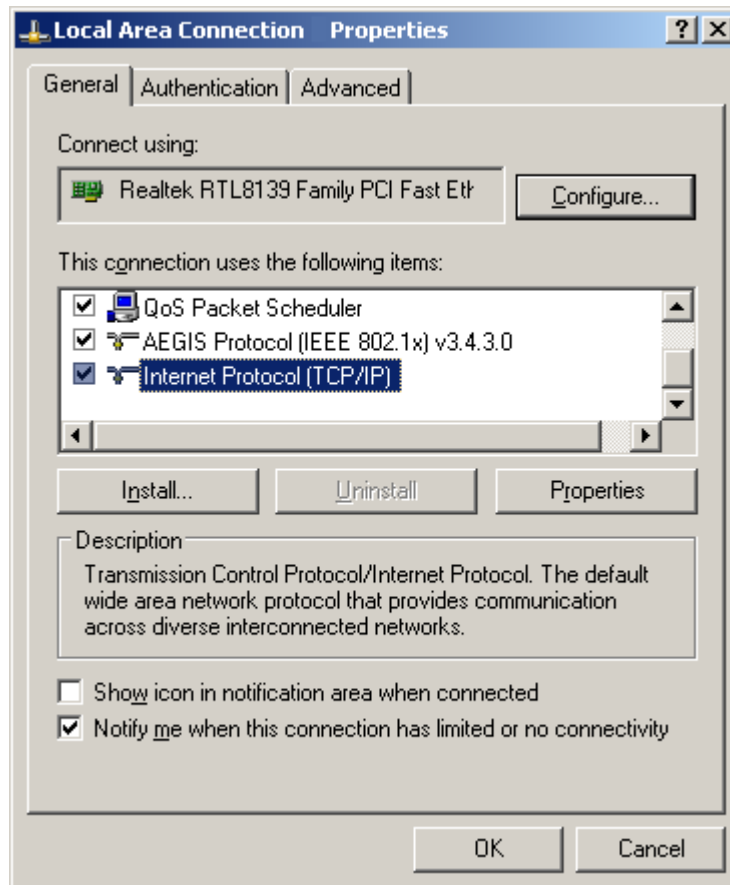 Local Area Connection Properties
General Authentication Advanced
Connect using:
Realtek RTL8139 Family PCI Fast Eth
Configure...
This connection uses the following items:
QoS Packet Scheduler
AEGIS Protocol (IEEE 802.1x) v3.4.3.0
Internet Protocol (TCP/IP)
Install... Uninstall Properties
Description
Transmission Control Protocol/Internet Protocol. The default
wide area network protocol that provides communication
across diverse interconnected networks.
Show icon in notification area when connected
Notify me when this connection has limited or no connectivity
OK Cancel